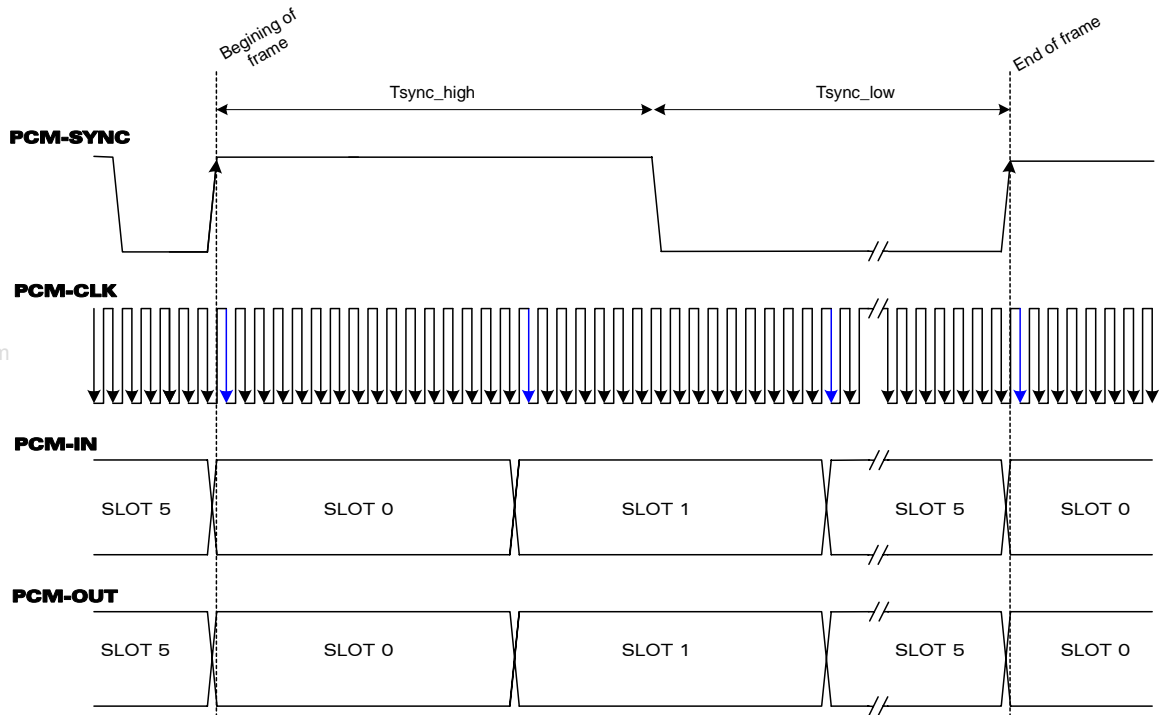 Begining of
frame
End of frame
Tsync_high
Tsync_low
PCM-SYNC
PCM-CLK
m
PCM-IN
SLOT 5
SLOT 0
SLOT 1
SLOT 5
SLOT 0
PCM-OUT
SLOT 5
SLOT 0
SLOT 1
SLOT 5
SLOT 0